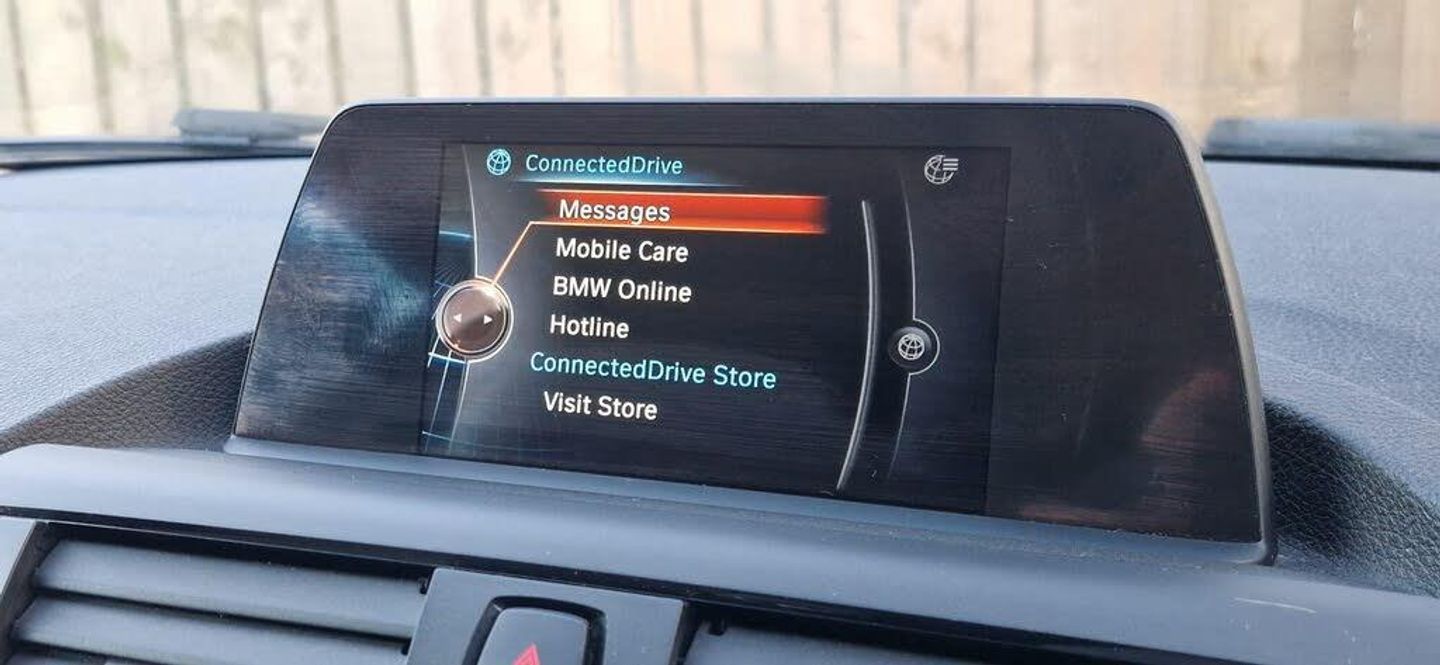 ConnectedDrive
Messages
Mobile Care
BMW Online
Hotline
ConnectedDrive Store
Visit Store